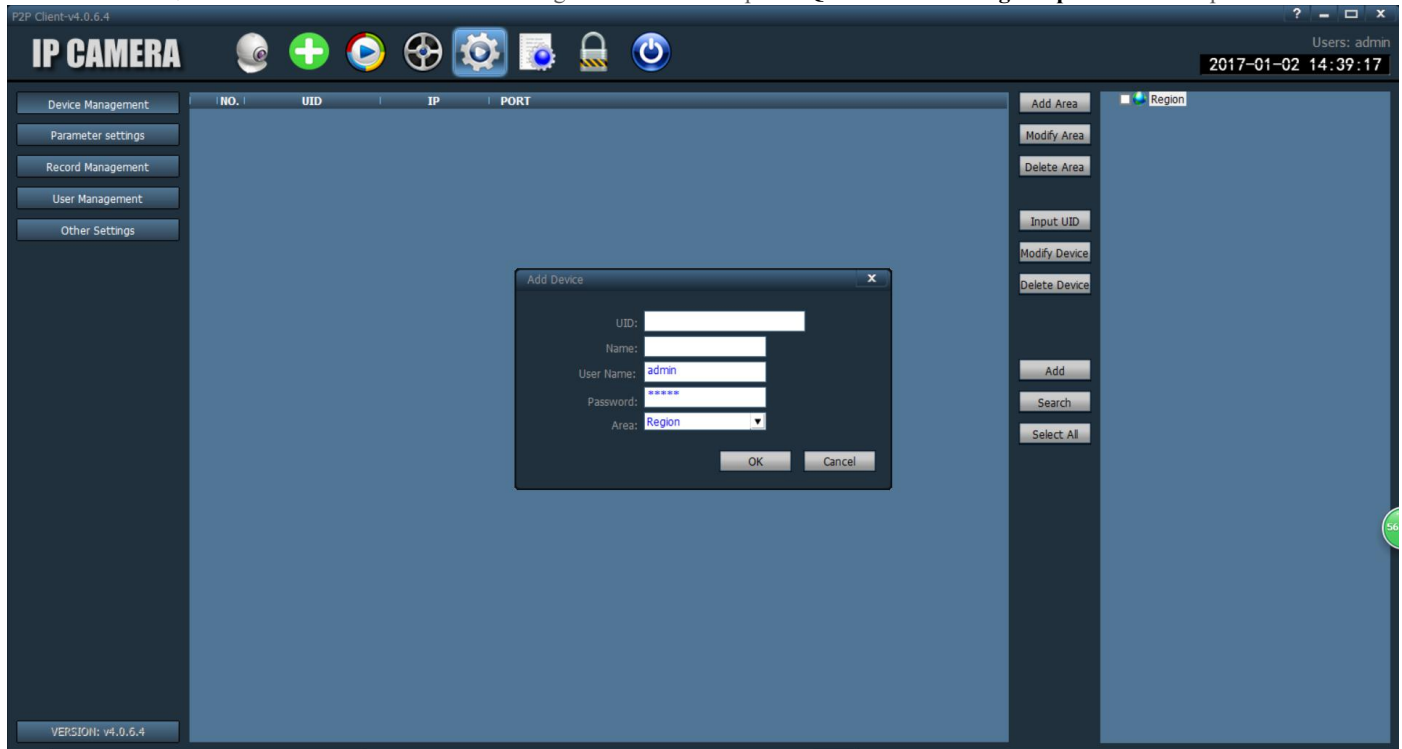 P2P Client-v4.0.6.4
? – □ x
IP CAMERA
Users: admin
2017-01-02 14:39:17
Device Management
Parameter settings
Record Management
User Management
Other Settings
NO. UID IP PORT
Add Area
Modify Area
Delete Area
Input UID
Modify Device
Delete Device
Add
Search
Select All
Region
Add Device x
UID:
Name:
User Name: admin
Password: *****
Area: Region
OK Cancel
56
VERSION: v4.0.6.4